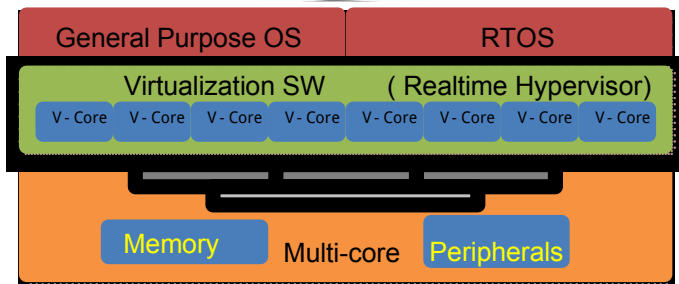 General Purpose OS RTOS
Virtualization SW ( Realtime Hypervisor)
V - Core V - Core V - Core V - Core V - Core V - Core V - Core V - Core
Memory Multi-core Peripherals